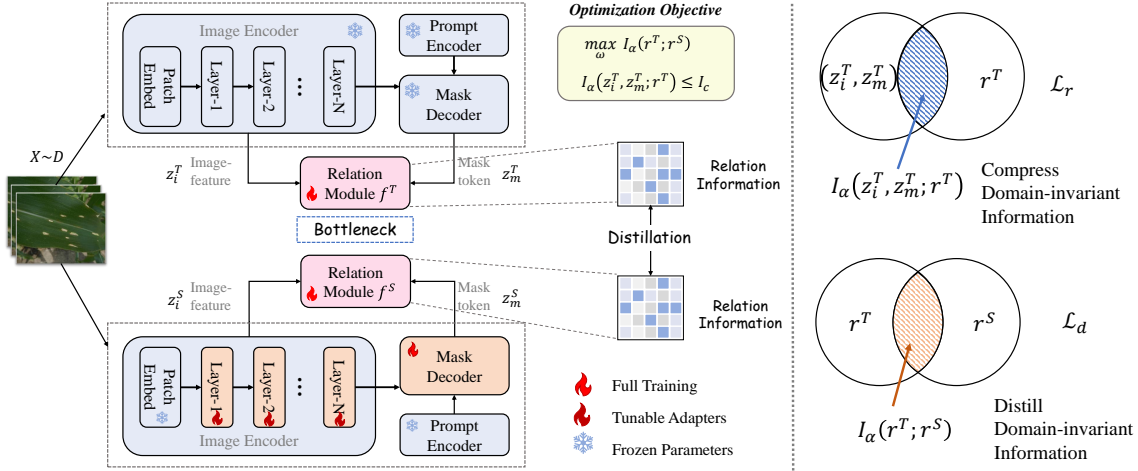 Image Encoder
Patch
Embed
Layer-1
Layer-2
...
Layer-N
Prompt
Encoder
Mask
Decoder
Optimization Objective
max_ω I_α(r^T; r^S)
I_α(z_i^T, z_m^T; r^T) ≤ I_c
X~D
z_i^T
Image-
feature
Relation
Module f^T
Mask
token
z_m^T
Relation
Information
Bottleneck
Distillation
z_i^S
Image-
feature
Relation
Module f^S
Mask
token
z_m^S
Relation
Information
Patch
Embed
Layer-1
Layer-2
...
Layer-N
Image Encoder
Mask
Decoder
Prompt
Encoder
Full Training
Tunable Adapters
Frozen Parameters
(z_i^T, z_m^T)
r^T
ℒ_r
I_α(z_i^T, z_m^T; r^T)
Compress
Domain-invariant
Information
r^T
r^S
ℒ_d
I_α(r^T; r^S)
Distill
Domain-invariant
Information